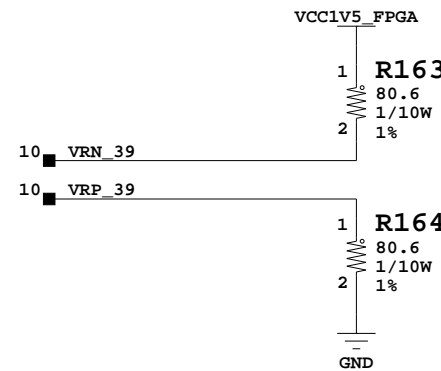 VCC1V5_FPGA
1 R163
80.6
1/10W
2 1%
10 VRN_39
10 VRP_39
1 R164
80.6
1/10W
2 1%
GND